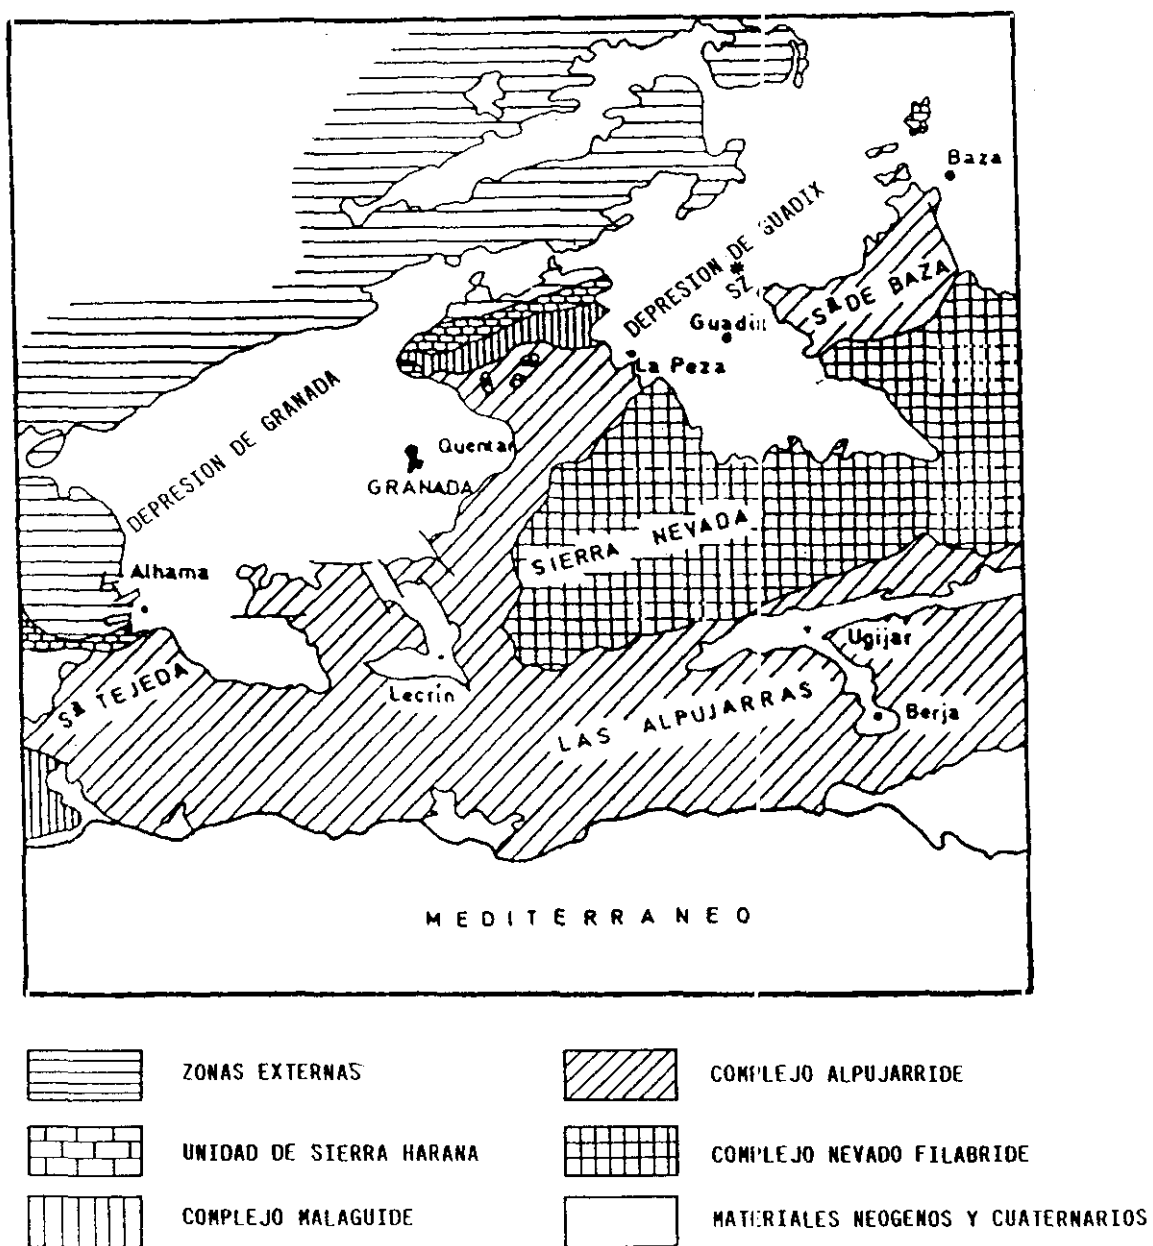 Baza
DEPRESION DE GUADIX
SZ
Sª DE BAZA
Guadix
La Peza
DEPRESION DE GRANADA
Quentar
GRANADA
SIERRA NEVADA
Alhama
Ugijar
Sª TEJEDA
Lecrin
LAS ALPUJARRAS
Berja
MEDITERRANEO
ZONAS EXTERNAS
COMPLEJO ALPUJARRIDE
UNIDAD DE SIERRA HARANA
COMPLEJO NEVADO FILABRIDE
COMPLEJO MALAGUIDE
MATERIALES NEOGENOS Y CUATERNARIOS